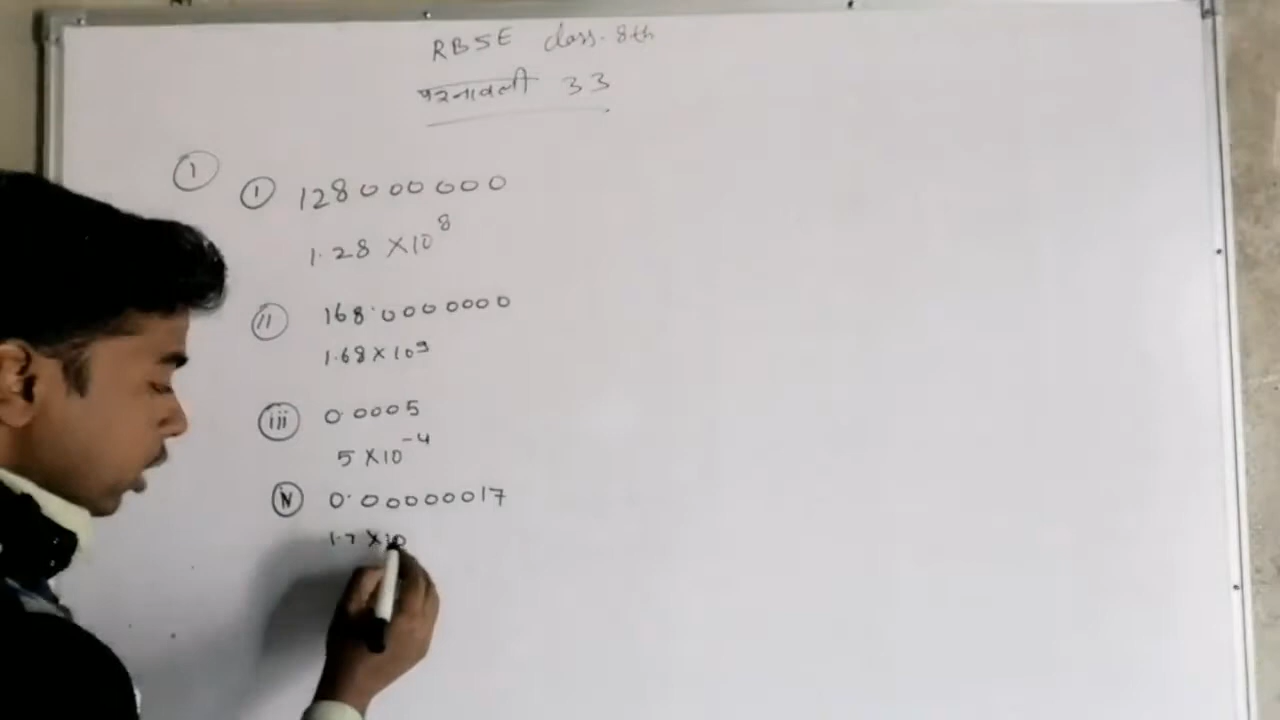 RBSE class. 8th
प्रश्नावली 33
1
1 128000000
1.28 ×10^8
ii 168.0000000
1.68×10^9
iii 0.0005
5 ×10^-4
iv 0.00000017
1.7 ×10